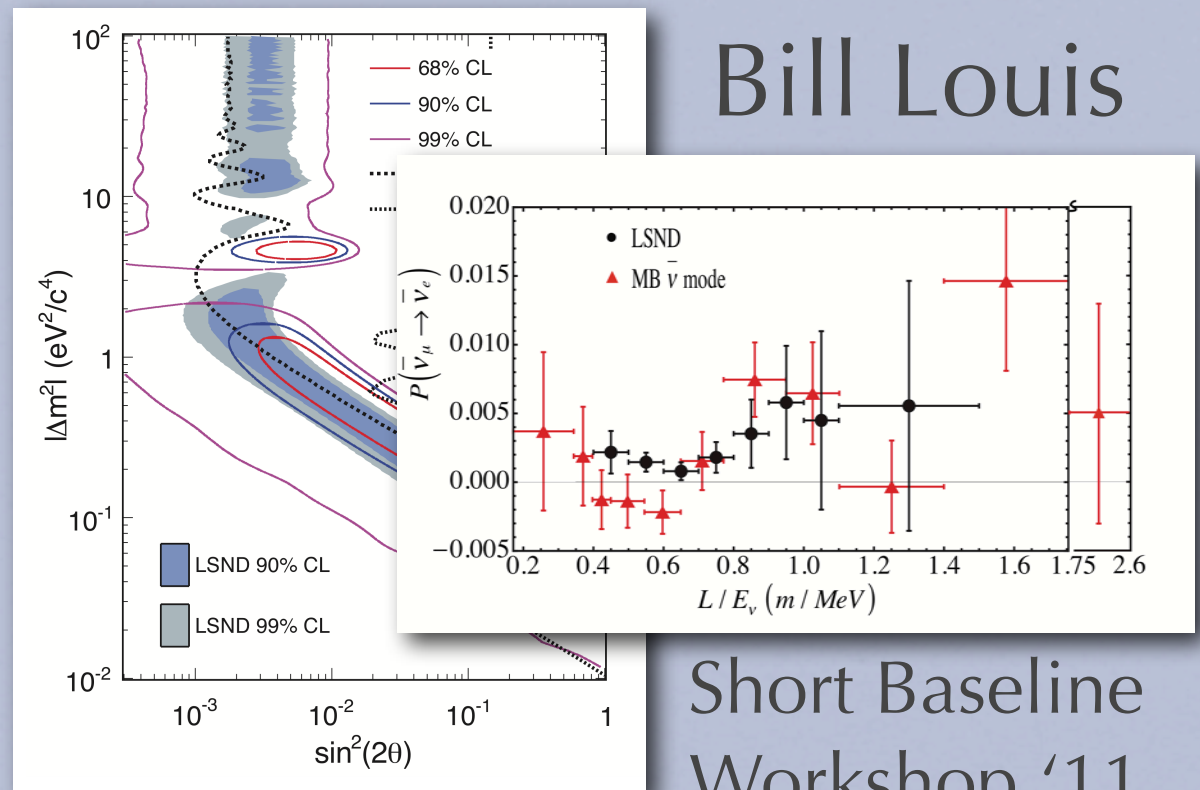 Bill Louis
10²
10
1
10⁻¹
10⁻²
|Δm²| (eV²/c⁴)
68% CL
90% CL
99% CL
LSND 90% CL
LSND 99% CL
10⁻³
10⁻²
10⁻¹
1
sin²(2θ)
0.020
0.015
0.010
0.005
0.000
−0.005
P(ν̄μ → ν̄e)
LSND
MB ν̄ mode
0.2 0.4 0.6 0.8 1.0 1.2 1.4 1.6 1.75 2.6
L / Eν (m / MeV)
Short Baseline
Workshop ‘11